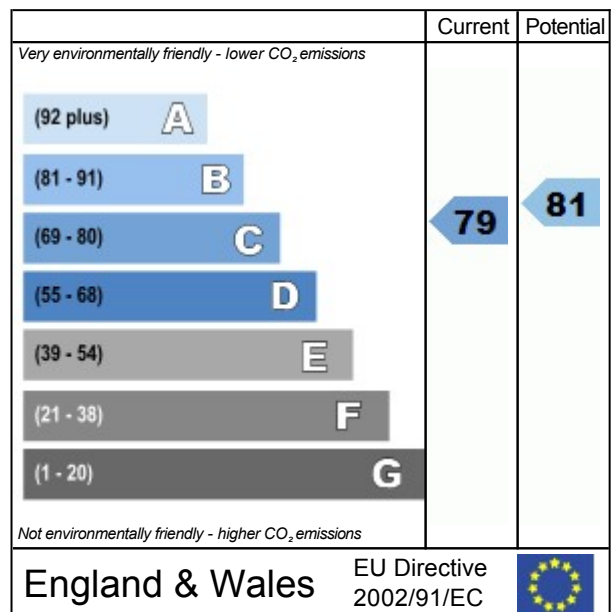 Current Potential
Very environmentally friendly - lower CO₂ emissions
(92 plus) A
(81 - 91) B
(69 - 80) C
(55 - 68) D
(39 - 54) E
(21 - 38) F
(1 - 20) G
79
81
Not environmentally friendly - higher CO₂ emissions
England & Wales
EU Directive
2002/91/EC